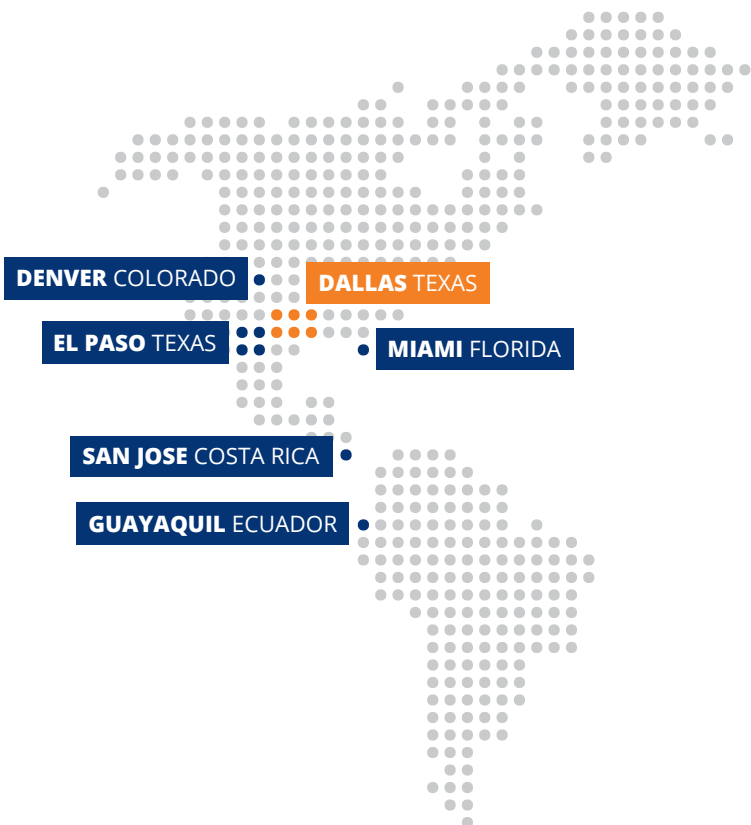 DENVER COLORADO
DALLAS TEXAS
EL PASO TEXAS
MIAMI FLORIDA
SAN JOSE COSTA RICA
GUAYAQUIL ECUADOR